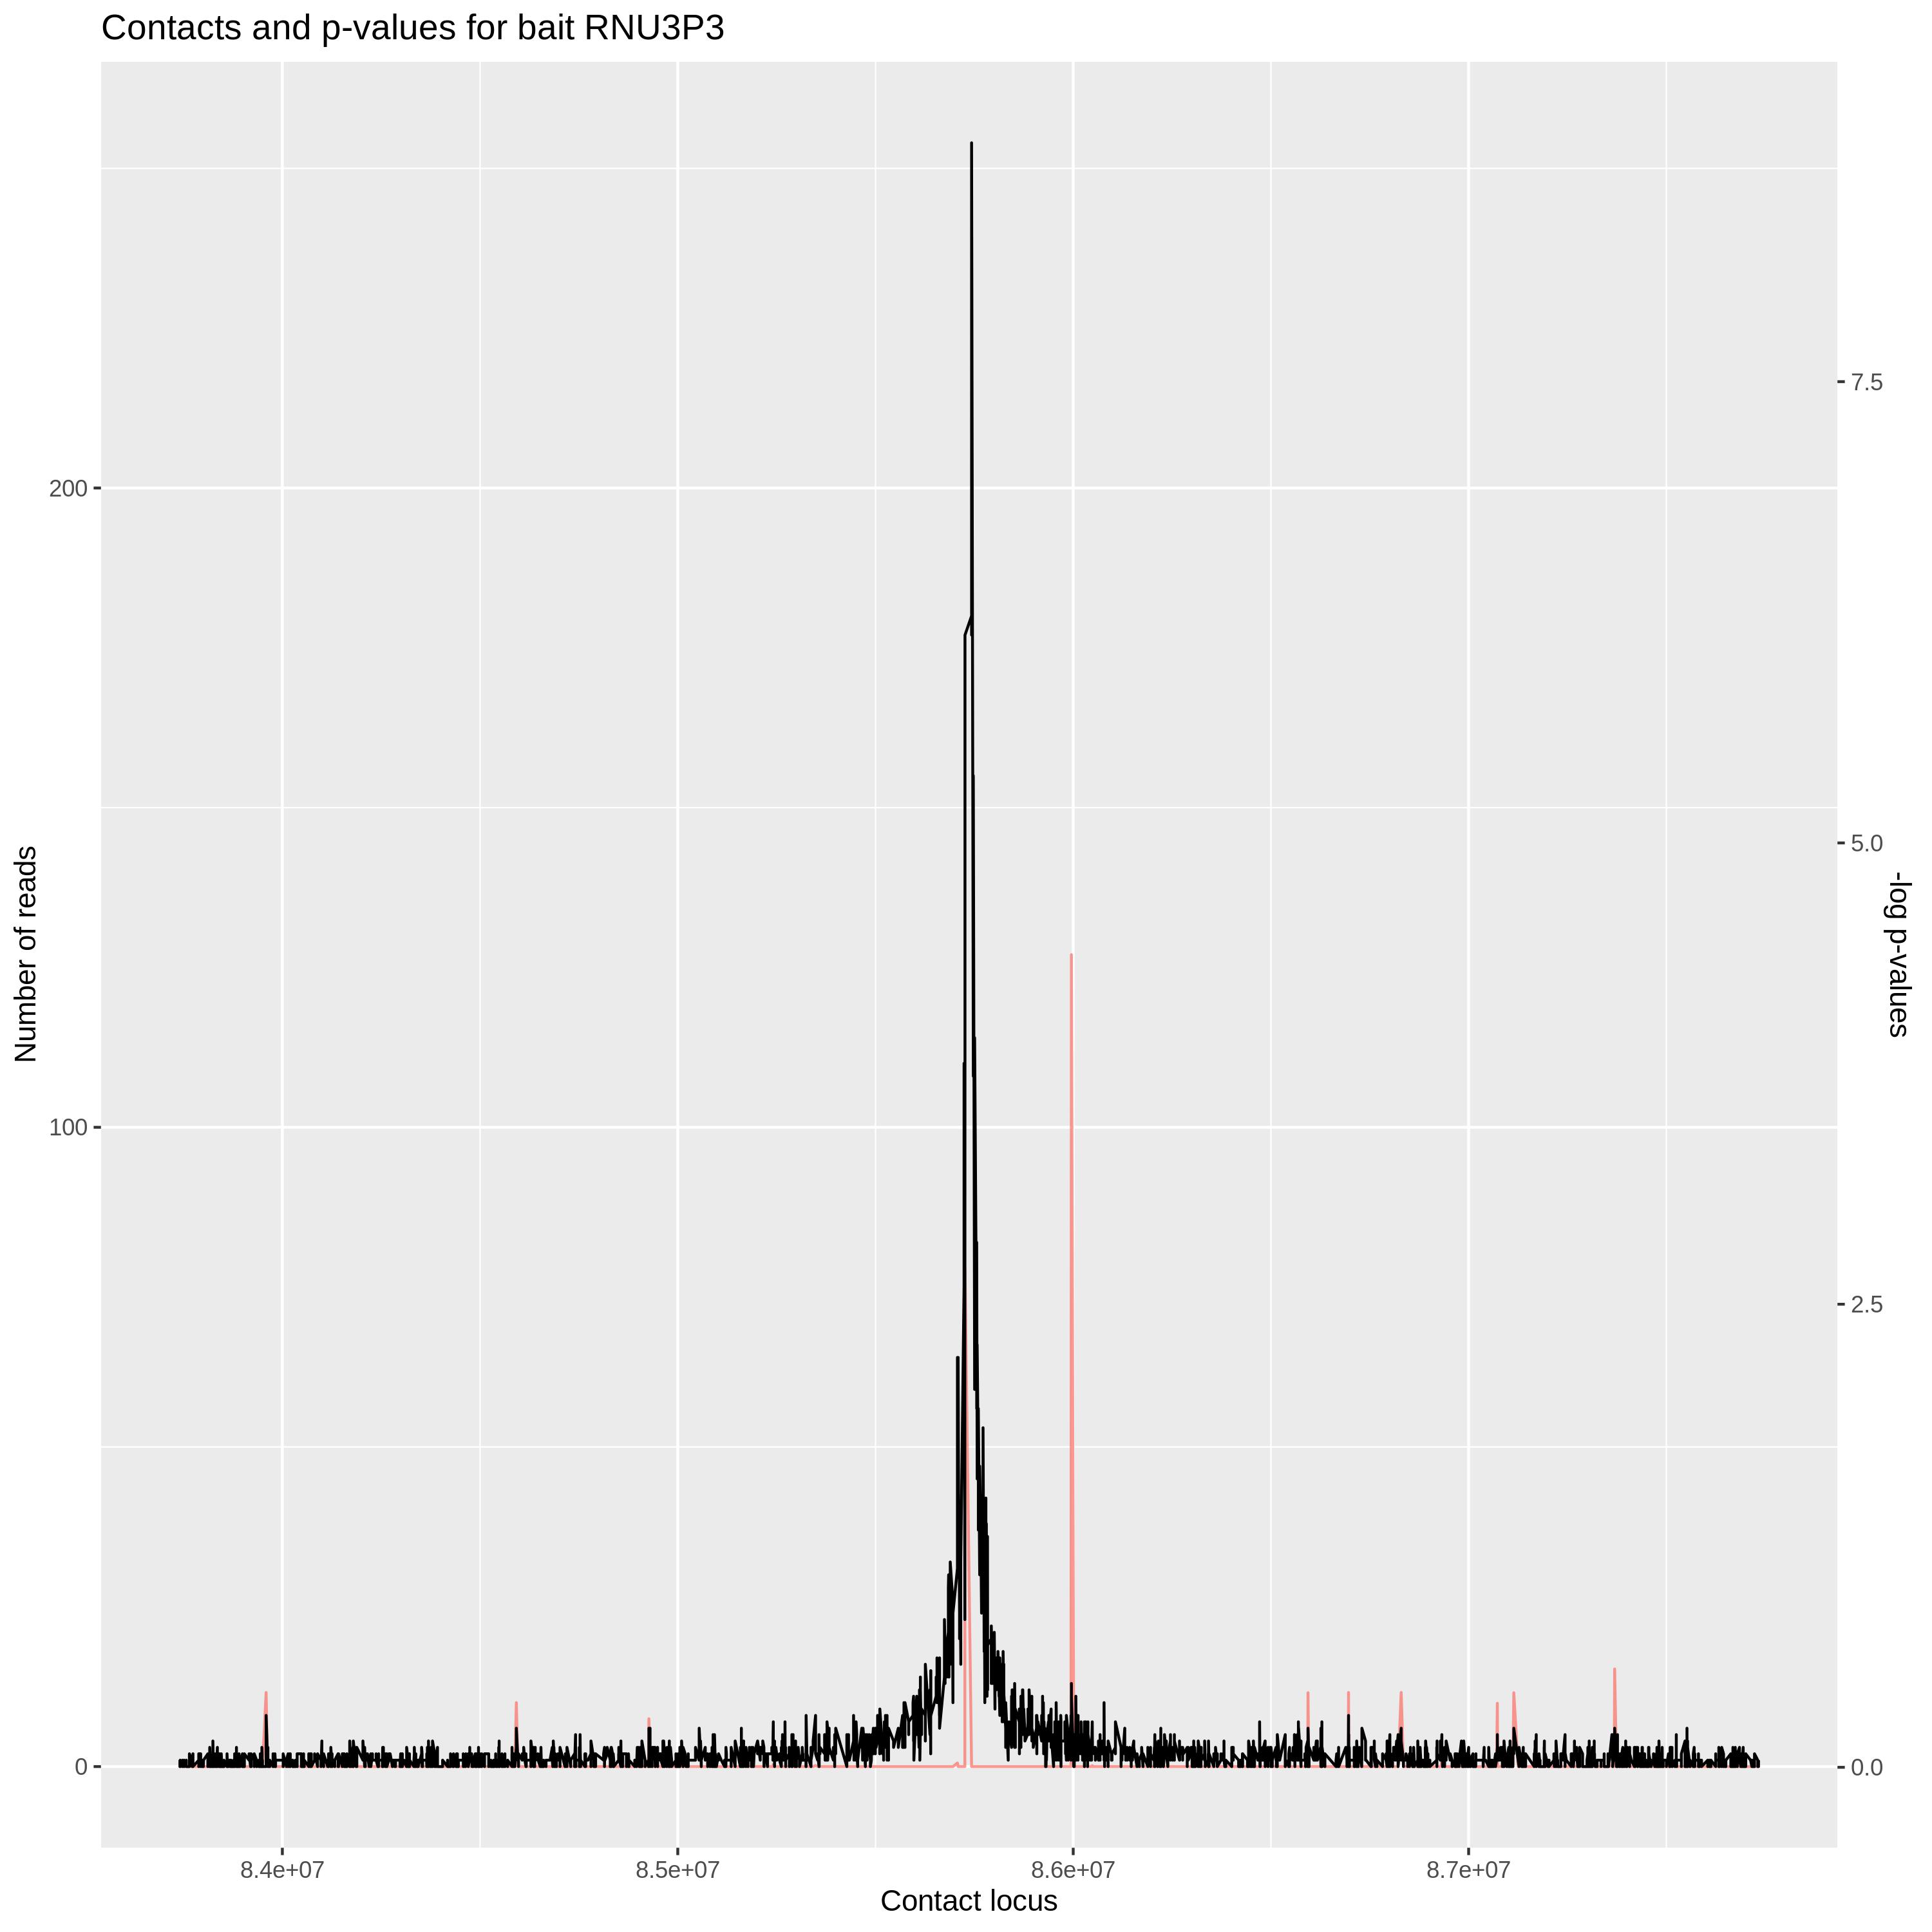 Contacts and p-values for bait RNU3P3
200
100
0
Number of reads
7.5
5.0
2.5
0.0
-log p-values
8.4e+07
8.5e+07
8.6e+07
8.7e+07
Contact locus